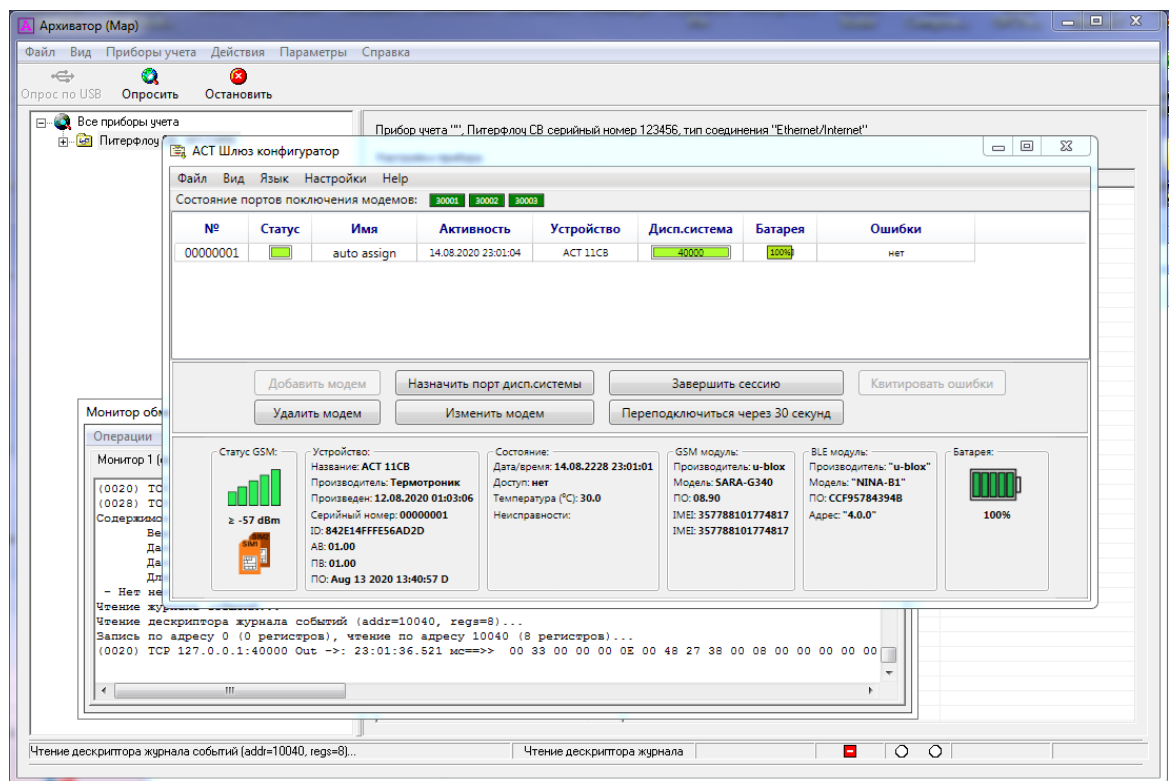 Архиватор (Мар)
Файл Вид Приборы учета Действия Параметры Справка
Опрос по USB Опросить Остановить
Все приборы учета
Питерфлоу
Прибор учета "", Питерфлоу СВ серийный номер 123456, тип соединения "Ethernet/Internet"
АСТ Шлюз конфигуратор
Файл Вид Язык Настройки Help
Состояние портов поключения модемов: 30001 30002 30003
№ Статус Имя Активность Устройство Дисп.система Батарея Ошибки
00000001 auto assign 14.08.2020 23:01:04 АСТ 11СВ 40000 100% нет
Добавить модем Назначить порт дисп.системы Завершить сессию Квитировать ошибки
Удалить модем Изменить модем Переподключиться через 30 секунд
Статус GSM:
≥ -57 dBm
SIM2
SIM1
Устройство:
Название: АСТ 11СВ
Производитель: Термотроник
Произведен: 12.08.2020 01:03:06
Серийный номер: 00000001
ID: 842E14FFFE56AD2D
АВ: 01.00
ПВ: 01.00
ПО: Aug 13 2020 13:40:57 D
Состояние:
Дата/время: 14.08.2228 23:01:01
Доступ: нет
Температура (°С): 30.0
Неисправности:
GSM модуль:
Производитель: u-blox
Модель: SARA-G340
ПО: 08.90
IMEI: 357788101774817
IMEI: 357788101774817
BLE модуль:
Производитель: "u-blox"
Модель: "NINA-B1"
ПО: CCF95784394B
Адрес: "4.0.0"
Батарея:
100%
Операции
Монитор 1
(0020)
(0028)
- Нет
Чтение дескриптора журнала событий (addr=10040, regs=8)...
Запись по адресу 0 (0 регистров), чтение по адресу 10040 (8 регистров)...
(0020) TCP 127.0.0.1:40000 Out ->: 23:01:36.521 мс==>> 00 33 00 00 00 0E 00 48 27 38 00 08 00 00 00 00 00
Чтение дескриптора журнала событий (addr=10040, regs=8)... Чтение дескриптора журнала